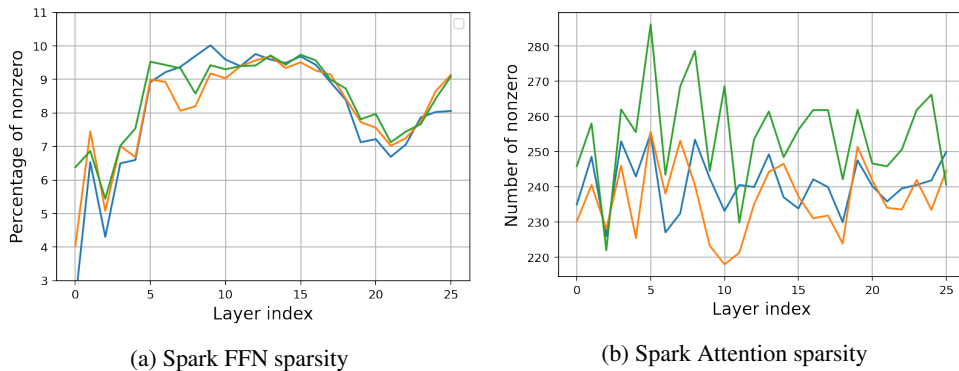 11
10
9
8
7
6
5
4
3
Percentage of nonzero
0 5 10 15 20 25
Layer index
(a) Spark FFN sparsity
280
270
260
250
240
230
220
Number of nonzero
0 5 10 15 20 25
Layer index
(b) Spark Attention sparsity